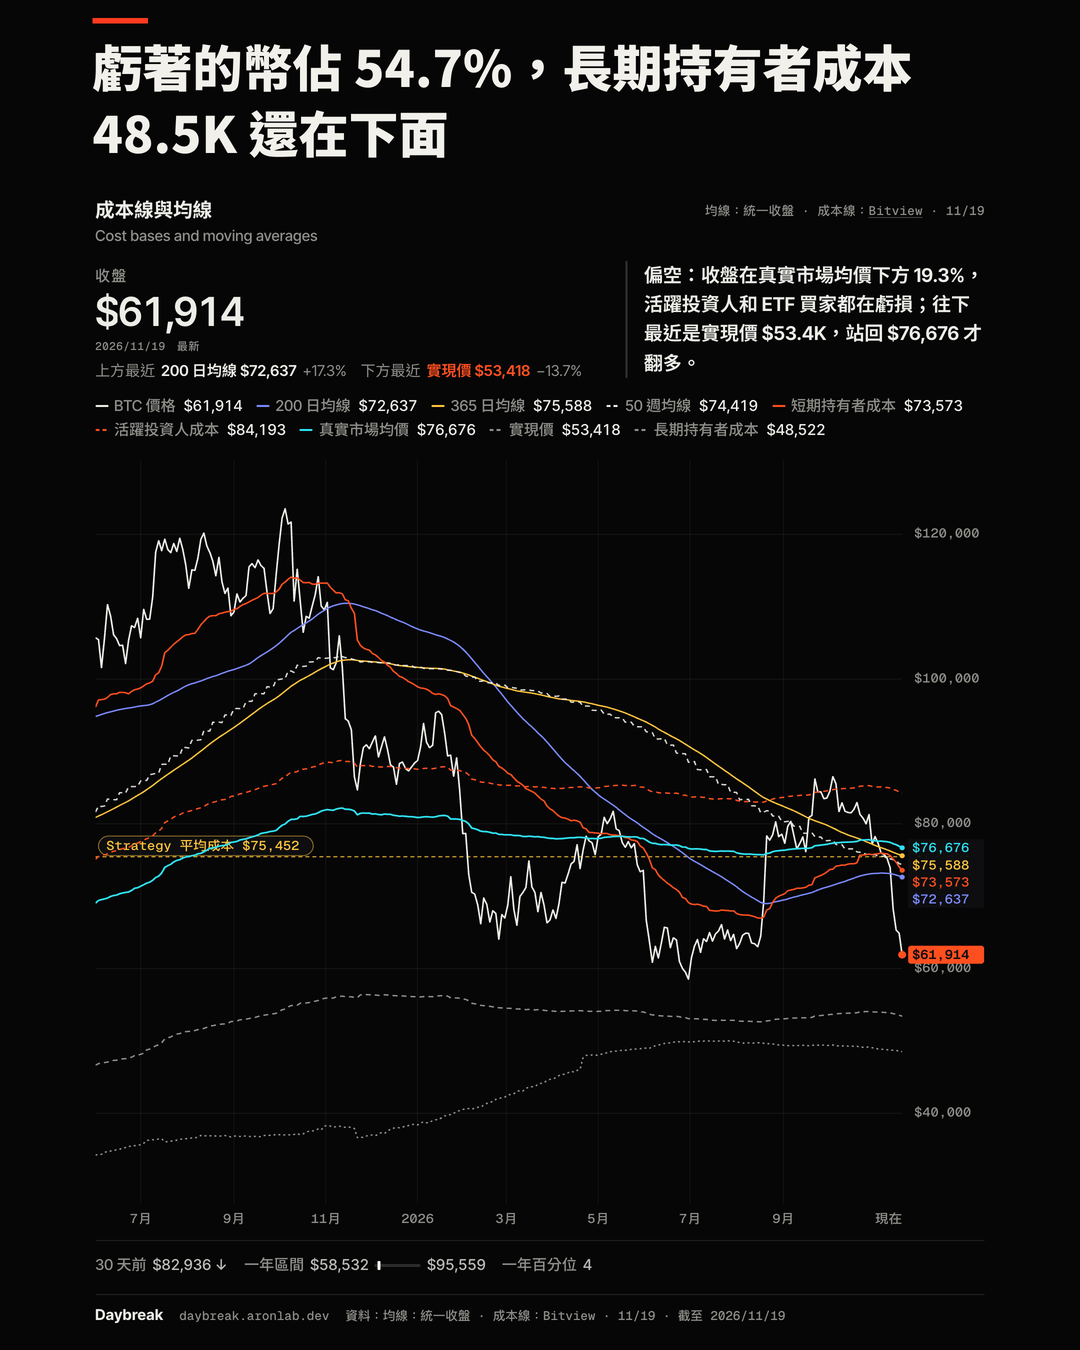 虧著的幣佔 54.7%，長期持有者成本
48.5K 還在下面
成本線與均線
均線：統一收盤 · 成本線：Bitview · 11/19
Cost bases and moving averages
收盤
$61,914
2026/11/19 最新
上方最近 200 日均線 $72,637 +17.3% 下方最近 實現價 $53,418 −13.7%
偏空：收盤在真實市場均價下方 19.3%，
活躍投資人和 ETF 買家都在虧損；往下
最近是實現價 $53.4K，站回 $76,676 才
翻多。
BTC 價格 $61,914 200 日均線 $72,637 365 日均線 $75,588 50 週均線 $74,419 短期持有者成本 $73,573
活躍投資人成本 $84,193 真實市場均價 $76,676 實現價 $53,418 長期持有者成本 $48,522
$120,000
$100,000
$80,000
Strategy 平均成本 $75,452
$76,676
$75,588
$73,573
$72,637
$61,914
$60,000
$40,000
7月 9月 11月 2026 3月 5月 7月 9月 現在
30 天前 $82,936 ↓ 一年區間 $58,532 $95,559 一年百分位 4
Daybreak daybreak.aronlab.dev 資料：均線：統一收盤 · 成本線：Bitview · 11/19 · 截至 2026/11/19